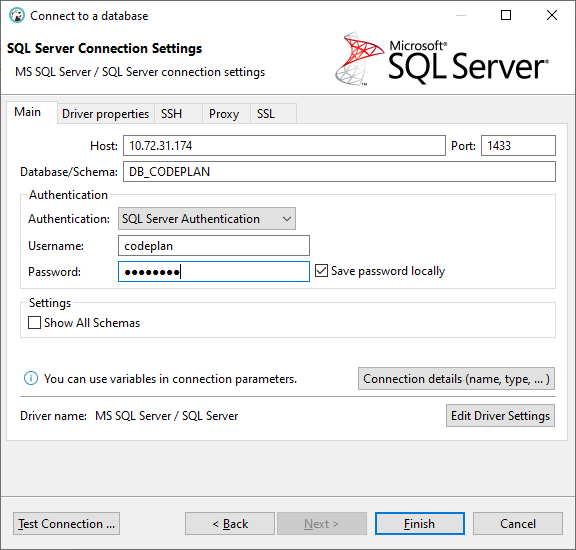 Connect to a database
SQL Server Connection Settings
MS SQL Server / SQL Server connection settings
Microsoft®
SQL Server®
Main Driver properties SSH Proxy SSL
Host: 10.72.31.174 Port: 1433
Database/Schema: DB_CODEPLAN
Authentication
Authentication: SQL Server Authentication
Username: codeplan
Password: ●●●●●●●● Save password locally
Settings
Show All Schemas
You can use variables in connection parameters. Connection details (name, type, ... )
Driver name: MS SQL Server / SQL Server Edit Driver Settings
Test Connection ... < Back Next > Finish Cancel